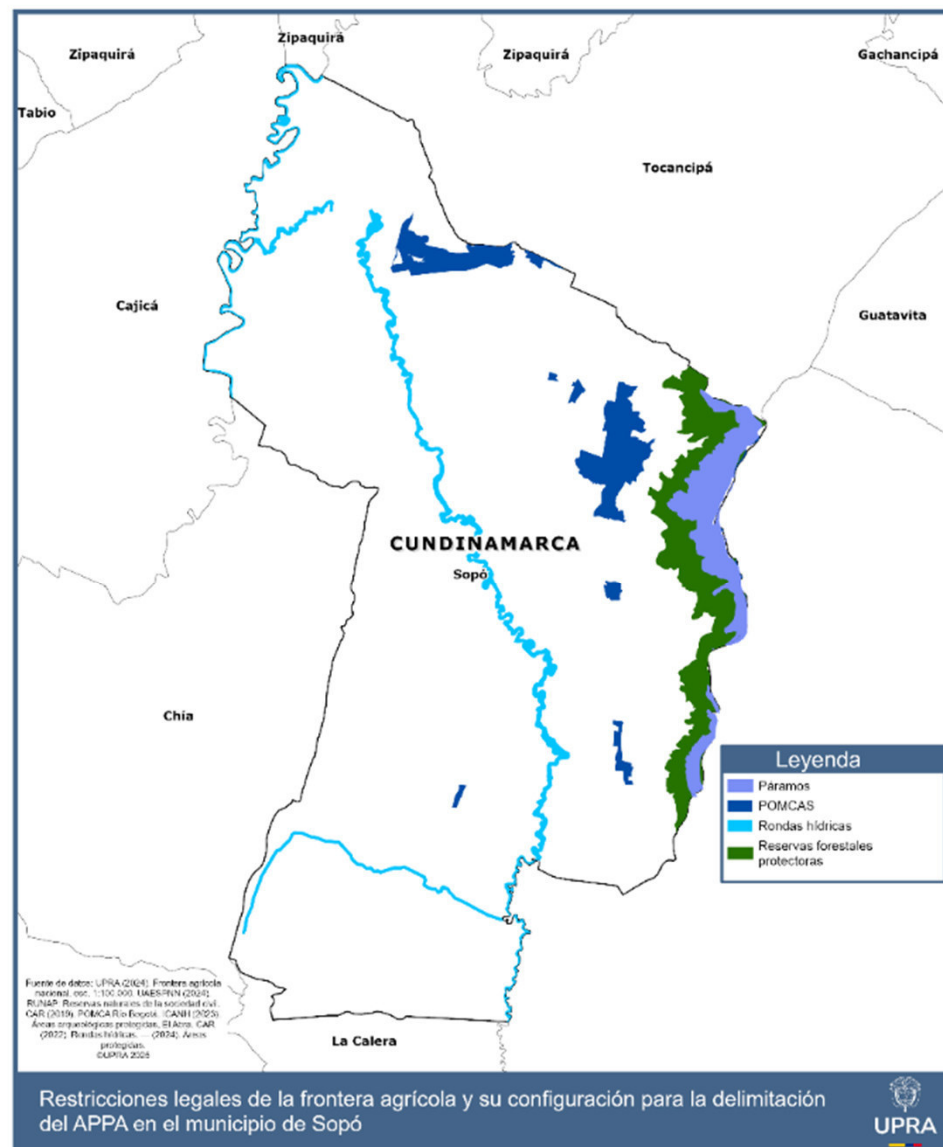 Zipaquirá
Zipaquirá
Zipaquirá
Gachancipá
Tabio
Tocancipá
Cajicá
Guatavita
CUNDINAMARCA
Sopó
Chía
Leyenda
Páramos
POMCAS
Rondas hídricas
Reservas forestales
protectoras
Fuente de datos: UPRA (2024). Frontera agrícola
nacional, esc. 1:100.000. UAESPNN (2024).
RUNAP. Reservas naturales de la sociedad civil.
CAR (2019). POMCA Río Bogotá. ICANH (2023).
Áreas arqueológicas protegidas, El Abra. CAR
(2022). Rondas hídricas. --- (2024). Áreas
protegidas.
©UPRA 2025
La Calera
Restricciones legales de la frontera agrícola y su configuración para la delimitación
del APPA en el municipio de Sopó
UPRA